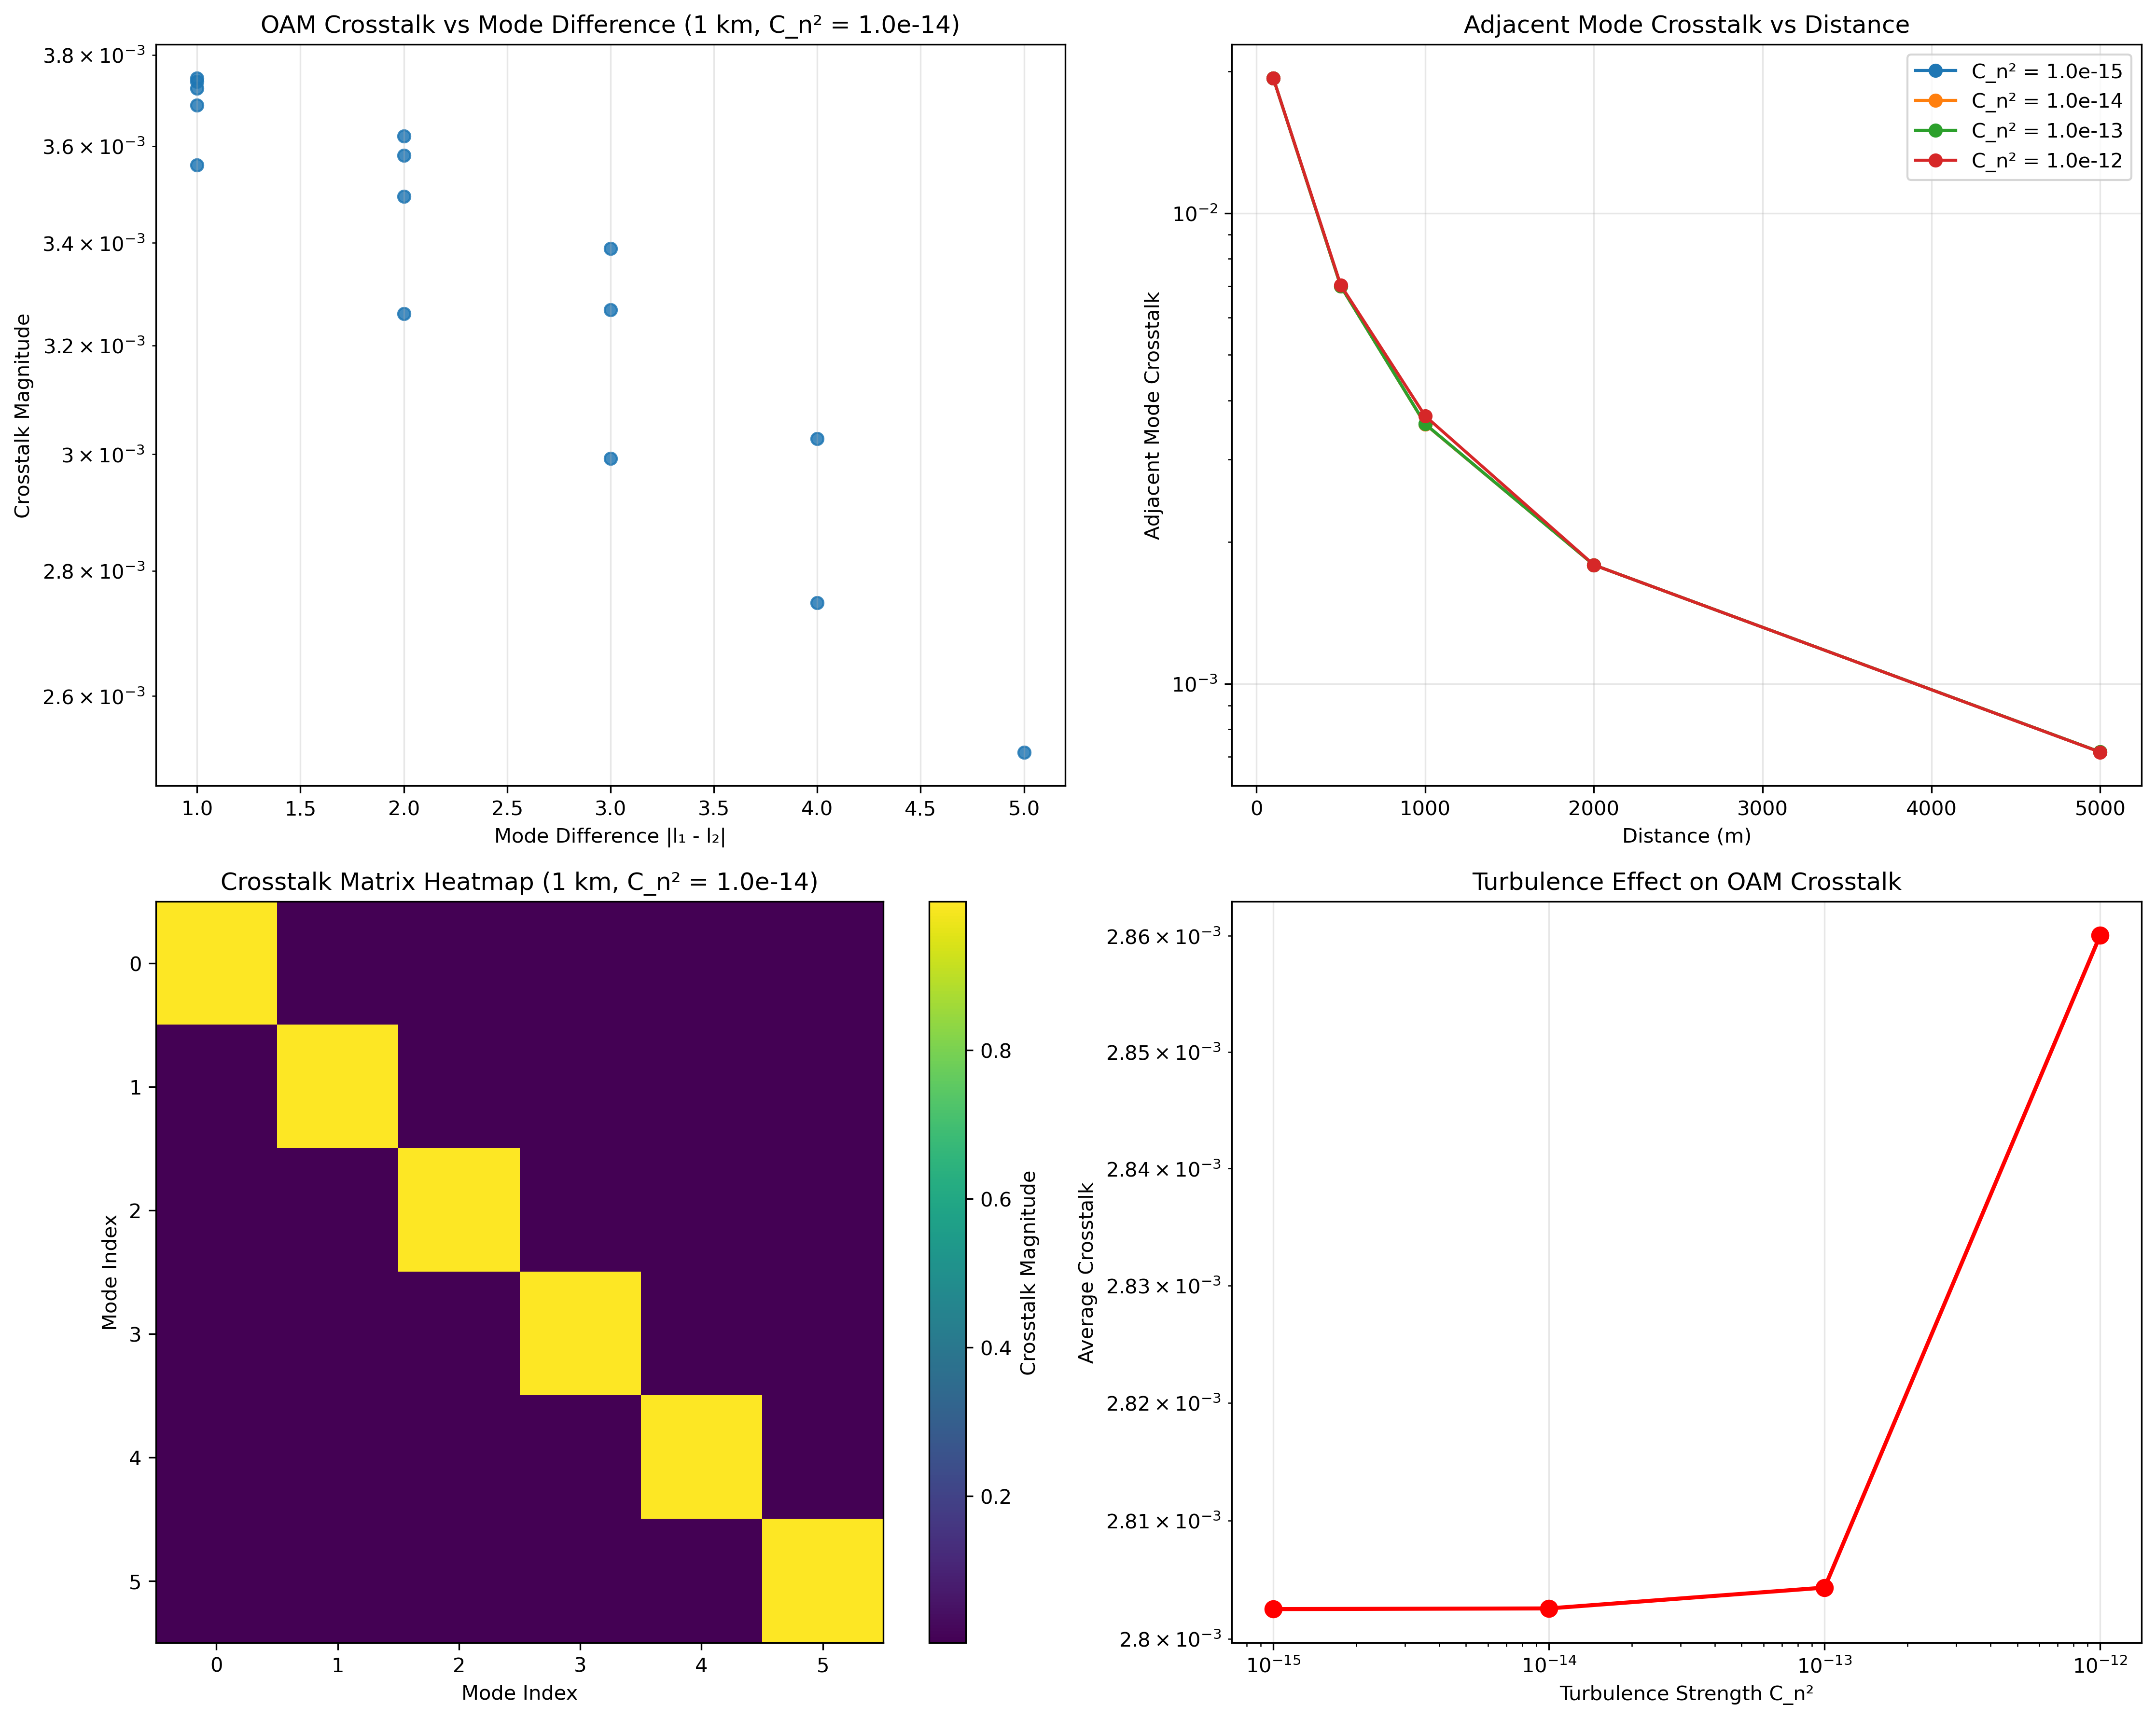 OAM Crosstalk vs Mode Difference (1 km, C_n² = 1.0e-14)
3.8 × 10⁻³
3.6 × 10⁻³
3.4 × 10⁻³
3.2 × 10⁻³
3 × 10⁻³
2.8 × 10⁻³
2.6 × 10⁻³
Crosstalk Magnitude
1.0 1.5 2.0 2.5 3.0 3.5 4.0 4.5 5.0
Mode Difference |l₁ - l₂|
Adjacent Mode Crosstalk vs Distance
C_n² = 1.0e-15
C_n² = 1.0e-14
C_n² = 1.0e-13
C_n² = 1.0e-12
10⁻²
10⁻³
Adjacent Mode Crosstalk
0 1000 2000 3000 4000 5000
Distance (m)
Crosstalk Matrix Heatmap (1 km, C_n² = 1.0e-14)
0
1
2
3
4
5
Mode Index
0 1 2 3 4 5
Mode Index
0.8
0.6
0.4
0.2
Crosstalk Magnitude
Turbulence Effect on OAM Crosstalk
2.86 × 10⁻³
2.85 × 10⁻³
2.84 × 10⁻³
2.83 × 10⁻³
2.82 × 10⁻³
2.81 × 10⁻³
2.8 × 10⁻³
Average Crosstalk
10⁻¹⁵ 10⁻¹⁴ 10⁻¹³ 10⁻¹²
Turbulence Strength C_n²